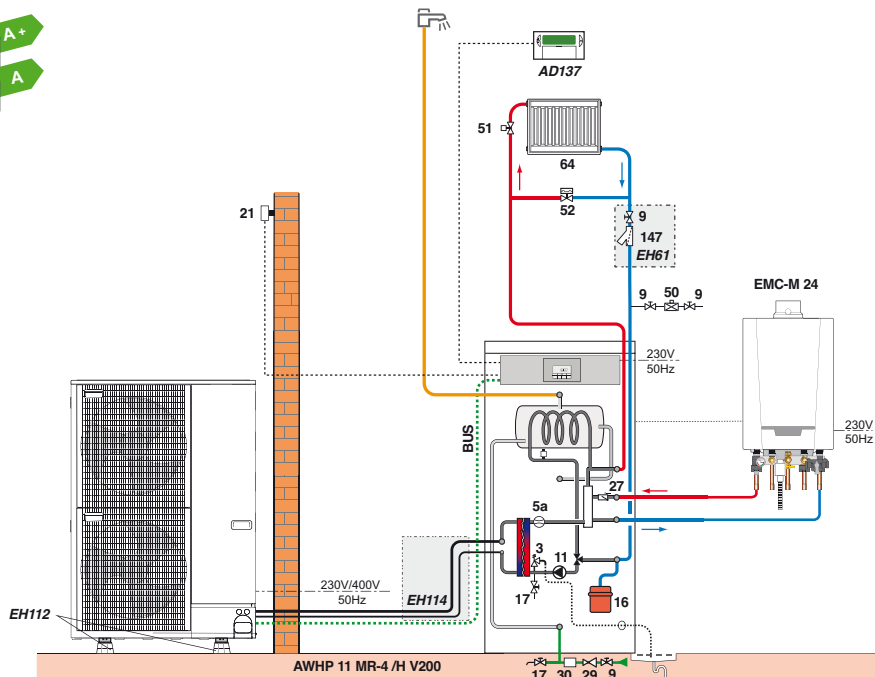 A+
A
AD137
51
64
21
52
9
147
EH61
EMC-M 24
9 50 9
230V
50Hz
230V
50Hz
BUS
27
5a
3
11
17
230V/400V
50Hz
EH114
16
EH112
AWHP 11 MR-4 /H V200
17 30 29 9